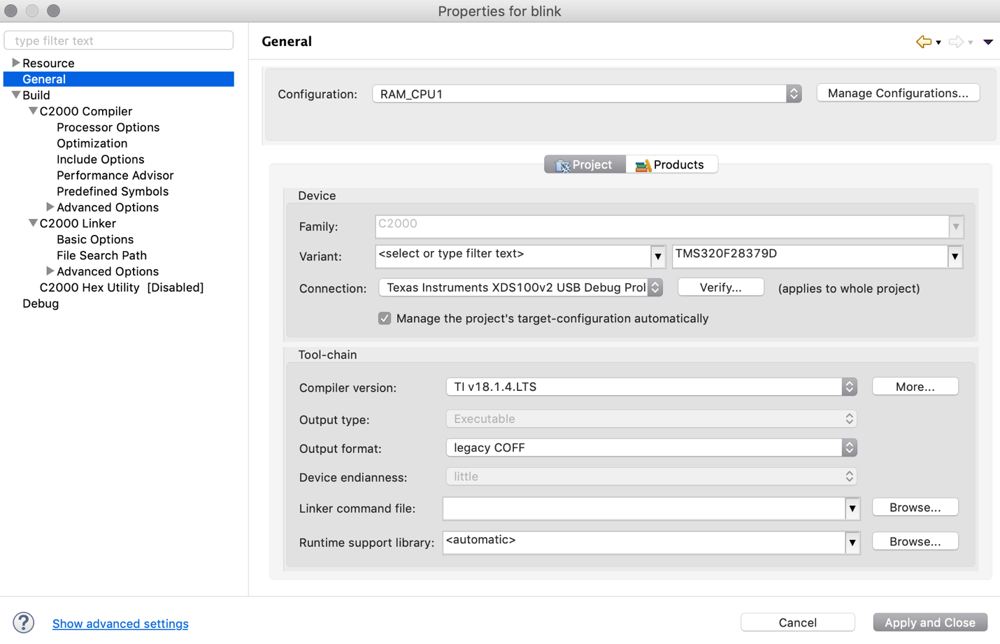 Properties for blink
type filter text
Resource
General
Build
C2000 Compiler
Processor Options
Optimization
Include Options
Performance Advisor
Predefined Symbols
Advanced Options
C2000 Linker
Basic Options
File Search Path
Advanced Options
C2000 Hex Utility [Disabled]
Debug
General
Configuration: RAM_CPU1 Manage Configurations...
Project Products
Device
Family: C2000
Variant: <select or type filter text> TMS320F28379D
Connection: Texas Instruments XDS100v2 USB Debug Prol Verify... (applies to whole project)
Manage the project's target-configuration automatically
Tool-chain
Compiler version: TI v18.1.4.LTS More...
Output type: Executable
Output format: legacy COFF
Device endianness: little
Linker command file: Browse...
Runtime support library: <automatic> Browse...
? Show advanced settings Cancel Apply and Close